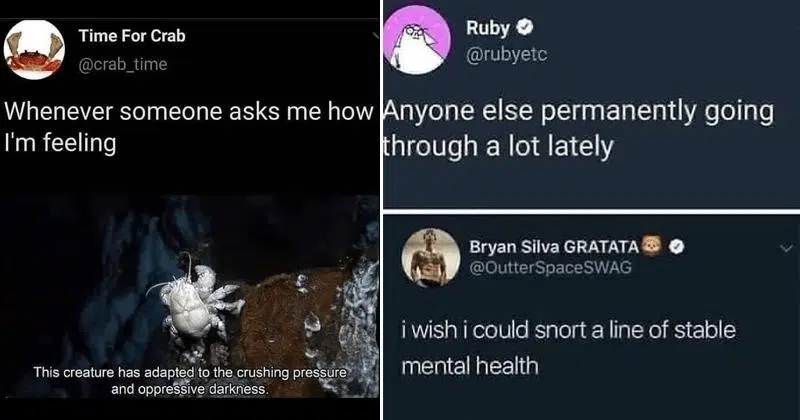 Time For Crab
@crab_time
Whenever someone asks me how
I'm feeling
This creature has adapted to the crushing pressure
and oppressive darkness.
Ruby
@rubyetc
Anyone else permanently going
through a lot lately
Bryan Silva GRATATA🦁
@OutterSpaceSWAG
i wish i could snort a line of stable
mental health